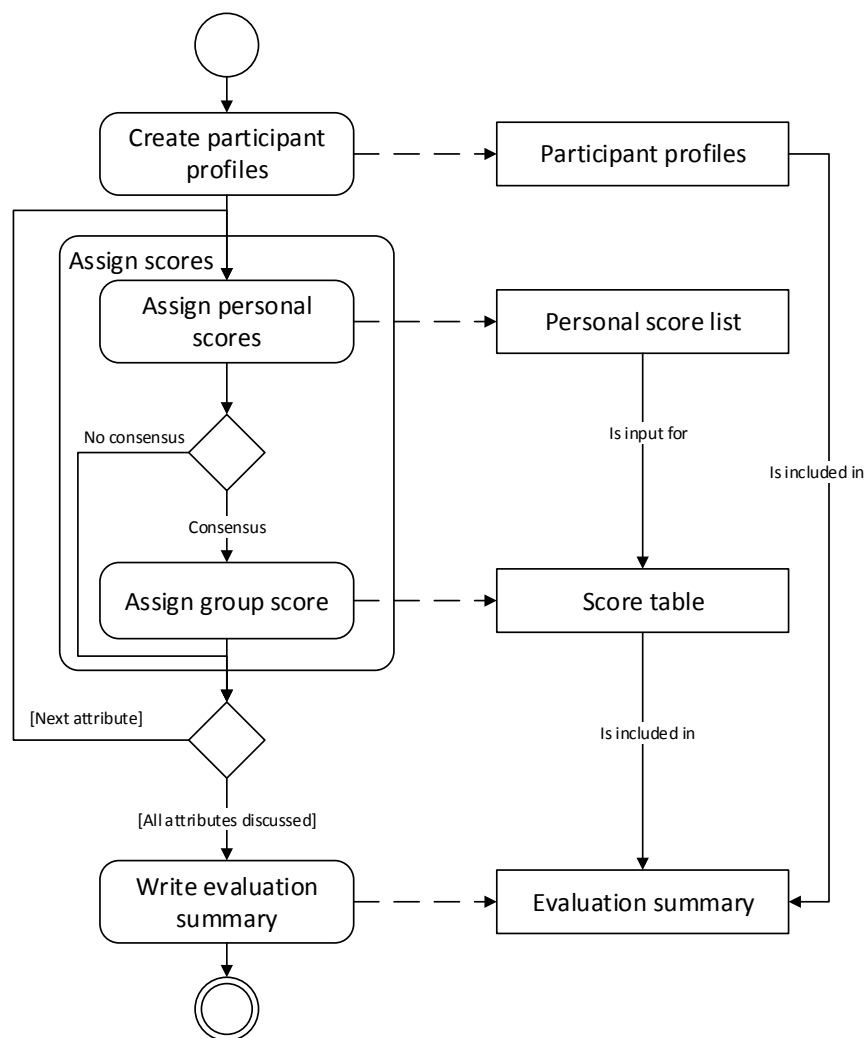 Create participant
profiles
Participant profiles
Assign scores
Assign personal
scores
Personal score list
No consensus
Is input for
Is included in
Consensus
Assign group score
Score table
[Next attribute]
Is included in
[All attributes discussed]
Write evaluation
summary
Evaluation summary